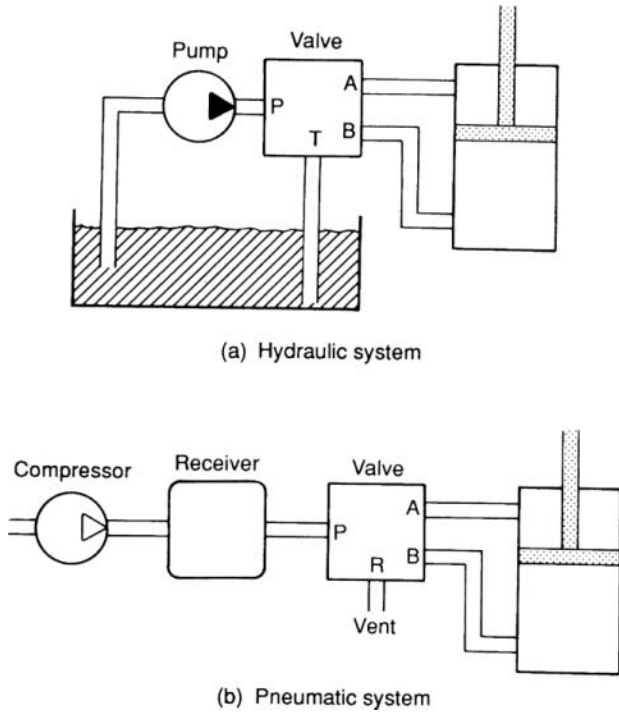 Pump
Valve
P
A
B
T
(a) Hydraulic system
Compressor
Receiver
Valve
P
A
B
R
Vent
(b) Pneumatic system